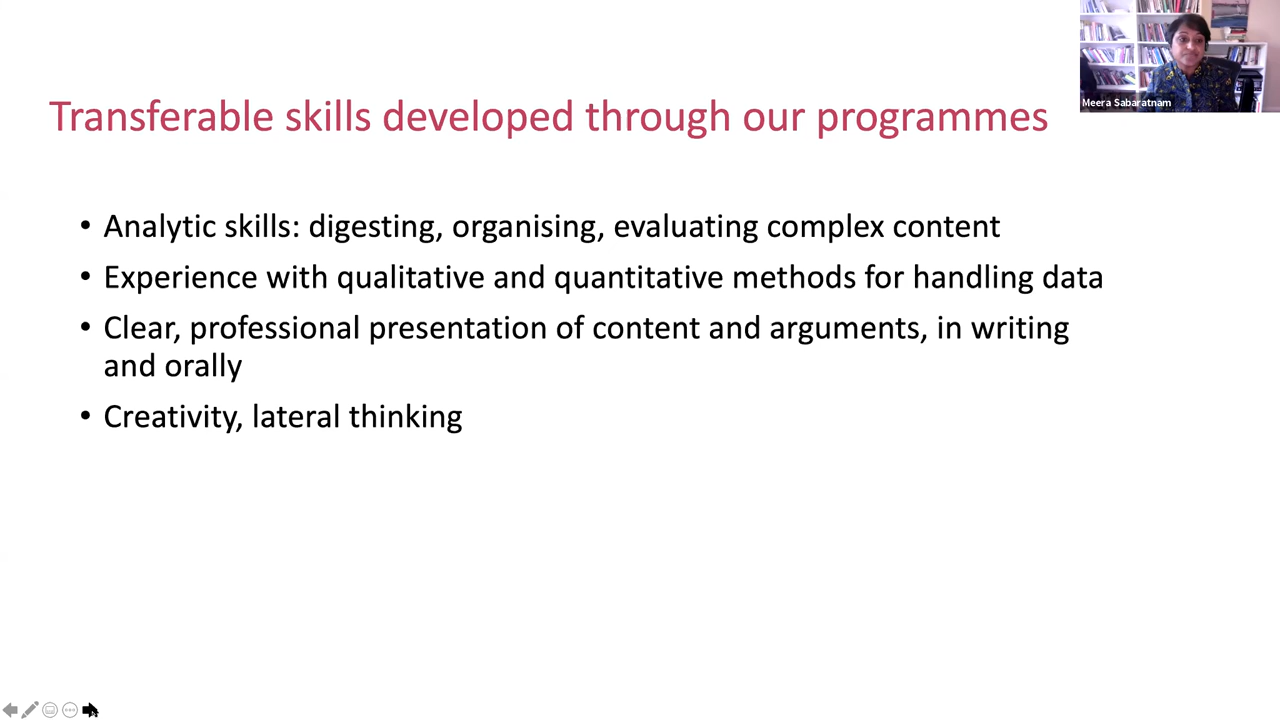 Transferable skills developed through our programmes
Meera Sabaratnam
• Analytic skills: digesting, organising, evaluating complex content
• Experience with qualitative and quantitative methods for handling data
• Clear, professional presentation of content and arguments, in writing
and orally
• Creativity, lateral thinking